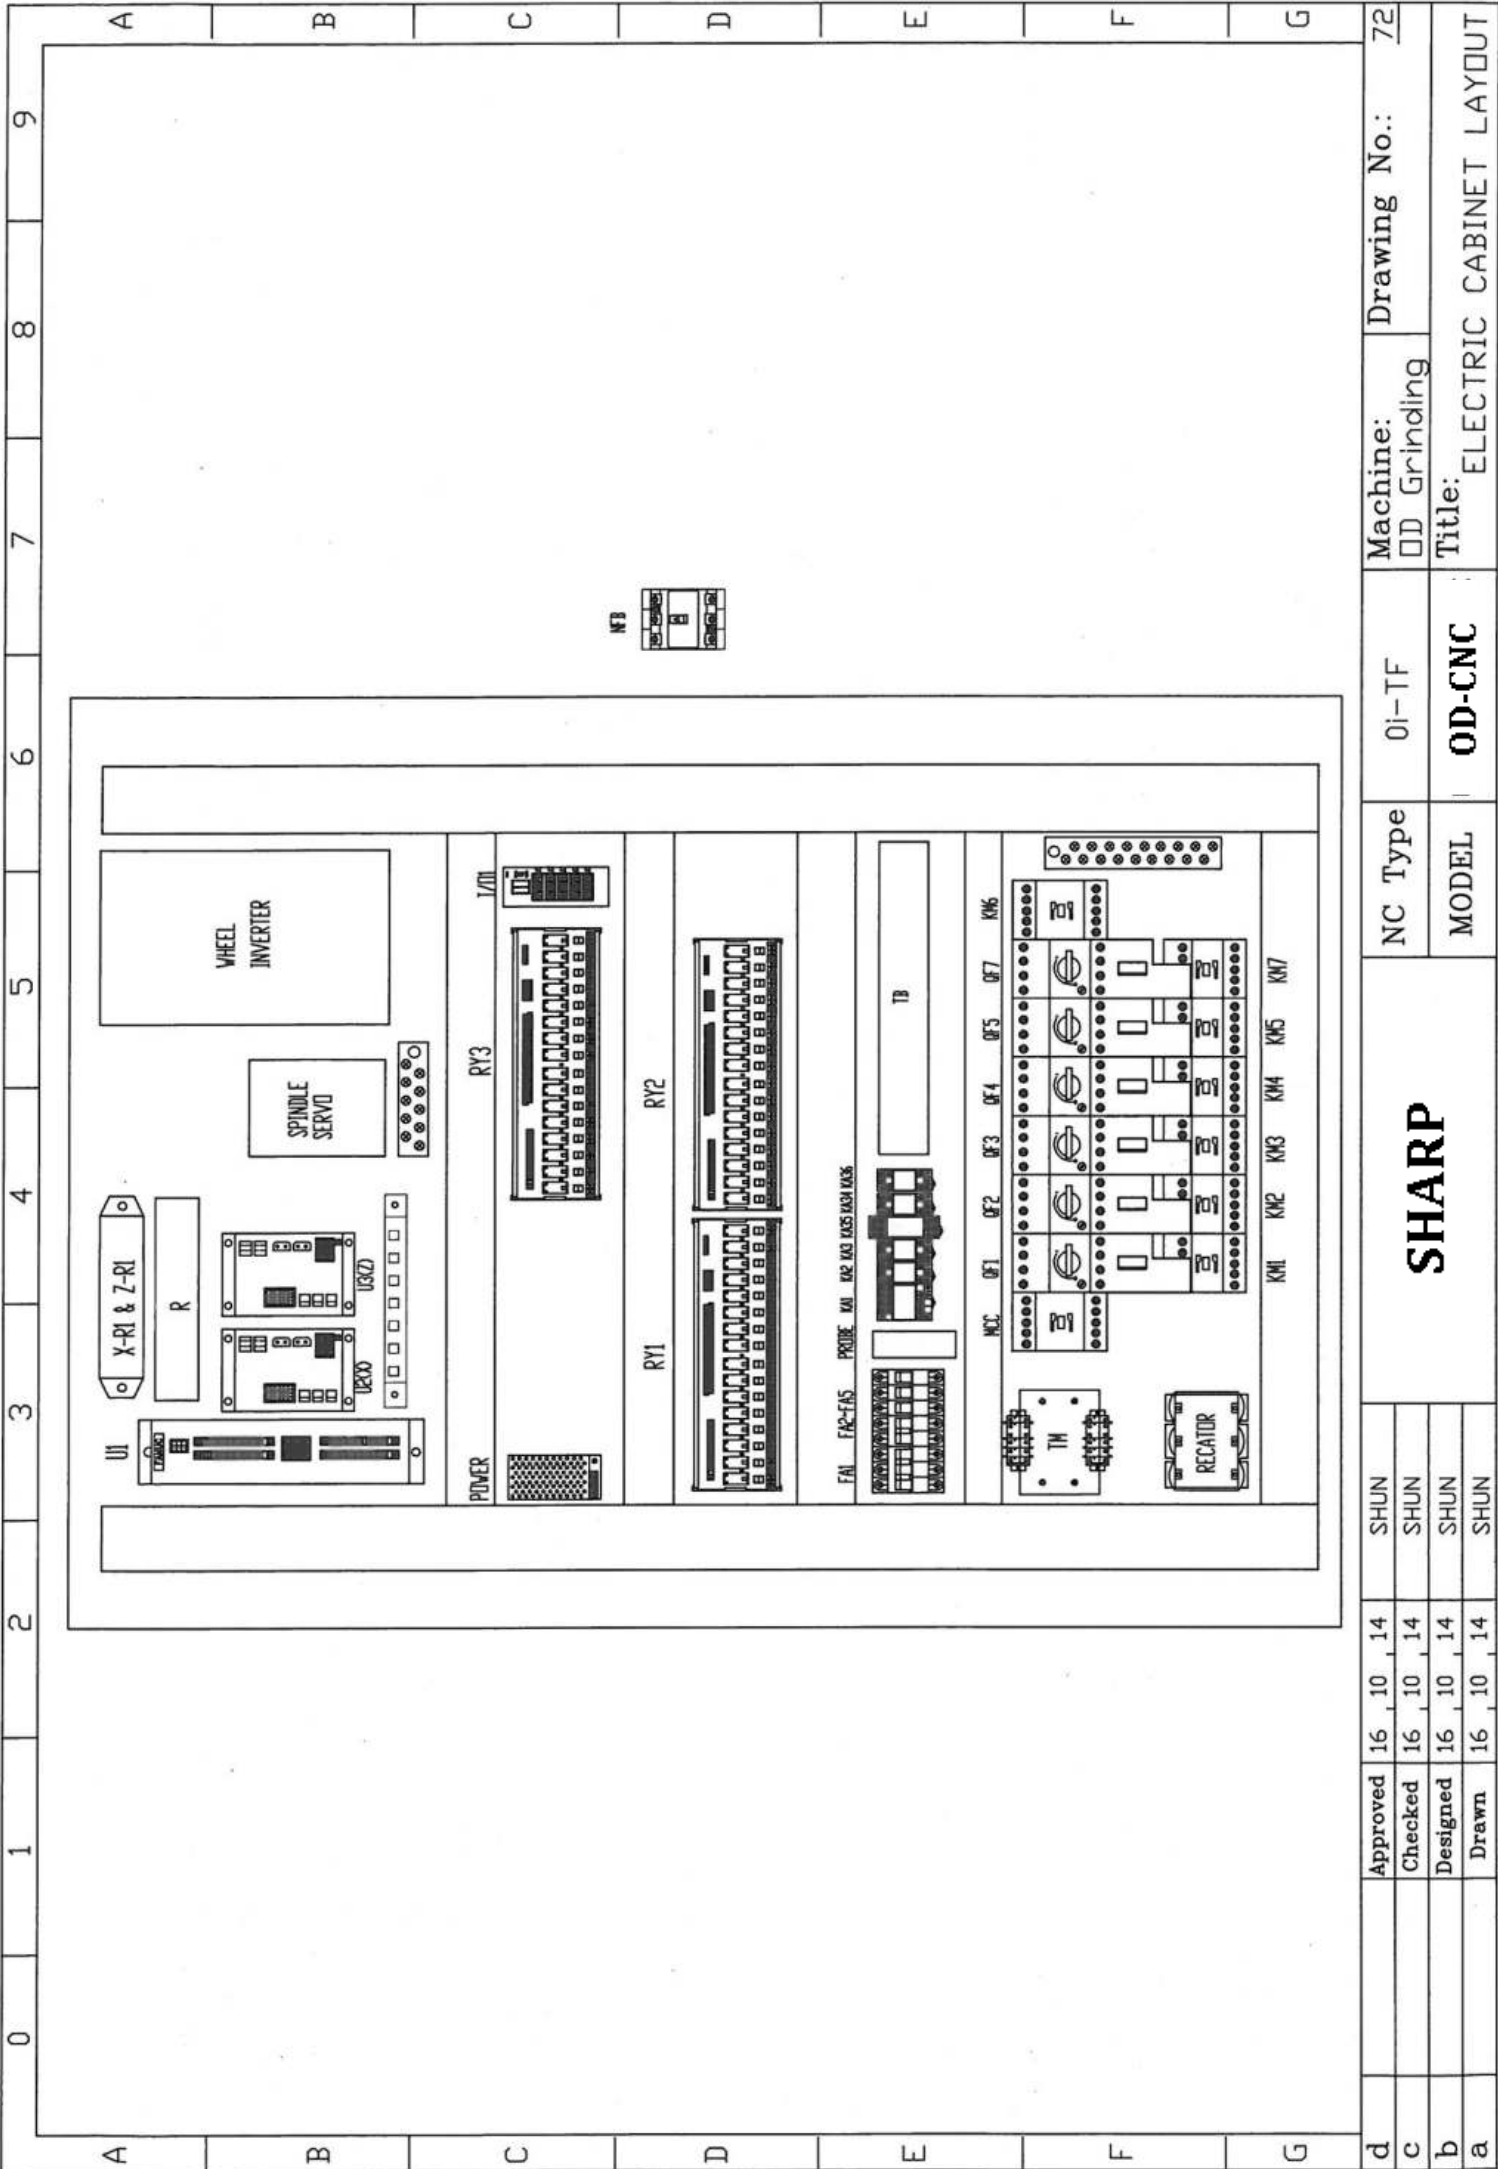 0 1 2 3 4 5 6 7 8 9
A A
B B
C C
D D
E E
F F
G G
U1
X-R1 & Z-R1
R
U2(X)
U3(Z)
SPINDLE
SERVO
WHEEL
INVERTER
POWER
RY3
I/O1
RY1
RY2
NFB
FA1 FA2~FA5 PROBE KA1 KA2 KA3 KA35 KA34 KA36
TB
MCC QF1 QF2 QF3 QF4 QF5 QF7 KM6
TM
RECATOR
KM1 KM2 KM3 KM4 KM5 KM7
d Approved 16 , 10 , 14 SHUN
c Checked 16 , 10 , 14 SHUN
b Designed 16 , 10 , 14 SHUN
a Drawn 16 , 10 , 14 SHUN
SHARP
NC Type 0i-TF
MODEL OD-CNC
Machine:
OD Grinding
Drawing No.: 72
Title:
ELECTRIC CABINET LAYOUT